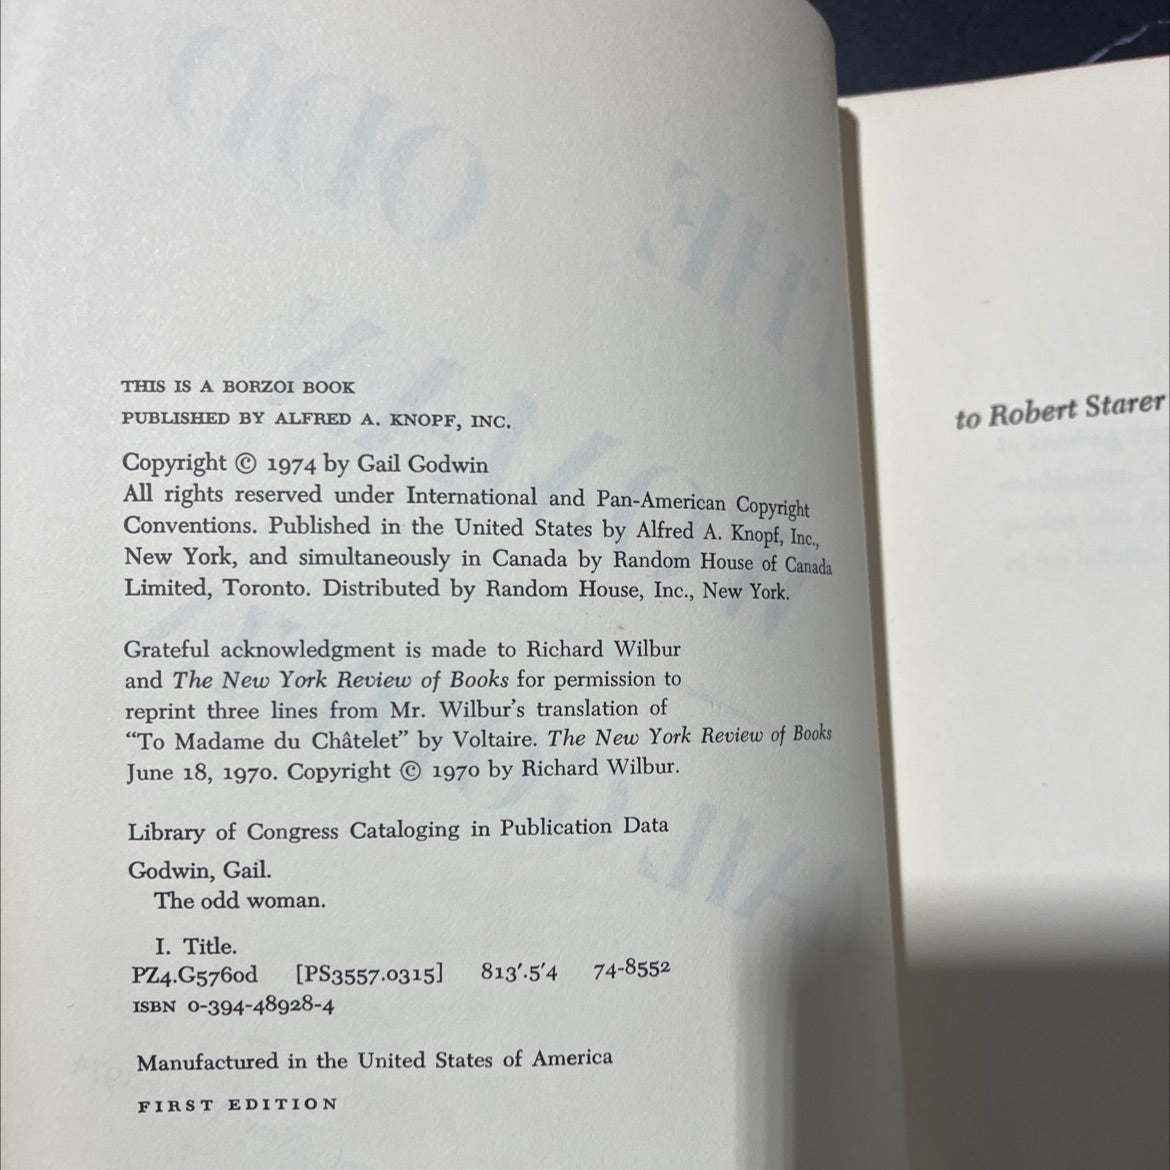 THIS IS A BORZOI BOOK
PUBLISHED BY ALFRED A. KNOPF, INC.
Copyright © 1974 by Gail Godwin
All rights reserved under International and Pan-American Copyright
Conventions. Published in the United States by Alfred A. Knopf, Inc.,
New York, and simultaneously in Canada by Random House of Canada
Limited, Toronto. Distributed by Random House, Inc., New York.
Grateful acknowledgment is made to Richard Wilbur
and The New York Review of Books for permission to
reprint three lines from Mr. Wilbur's translation of
“To Madame du Châtelet” by Voltaire. The New York Review of Books
June 18, 1970. Copyright © 1970 by Richard Wilbur.
Library of Congress Cataloging in Publication Data
Godwin, Gail.
The odd woman.
I. Title.
PZ4.G576od [PS3557.0315] 813'.5'4 74-8552
ISBN 0-394-48928-4
Manufactured in the United States of America
FIRST EDITION
to Robert Starer